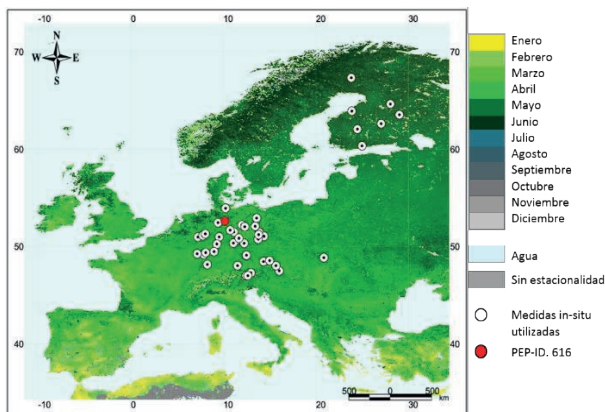 -10 0 10 20 30
N
W E
S
70
60
50
40
70
60
50
40
500 0 500
km
-10 0 10 20 30
Enero
Febrero
Marzo
Abril
Mayo
Junio
Julio
Agosto
Septiembre
Octubre
Noviembre
Diciembre
Agua
Sin estacionalidad
Medidas in-situ
utilizadas
PEP-ID. 616